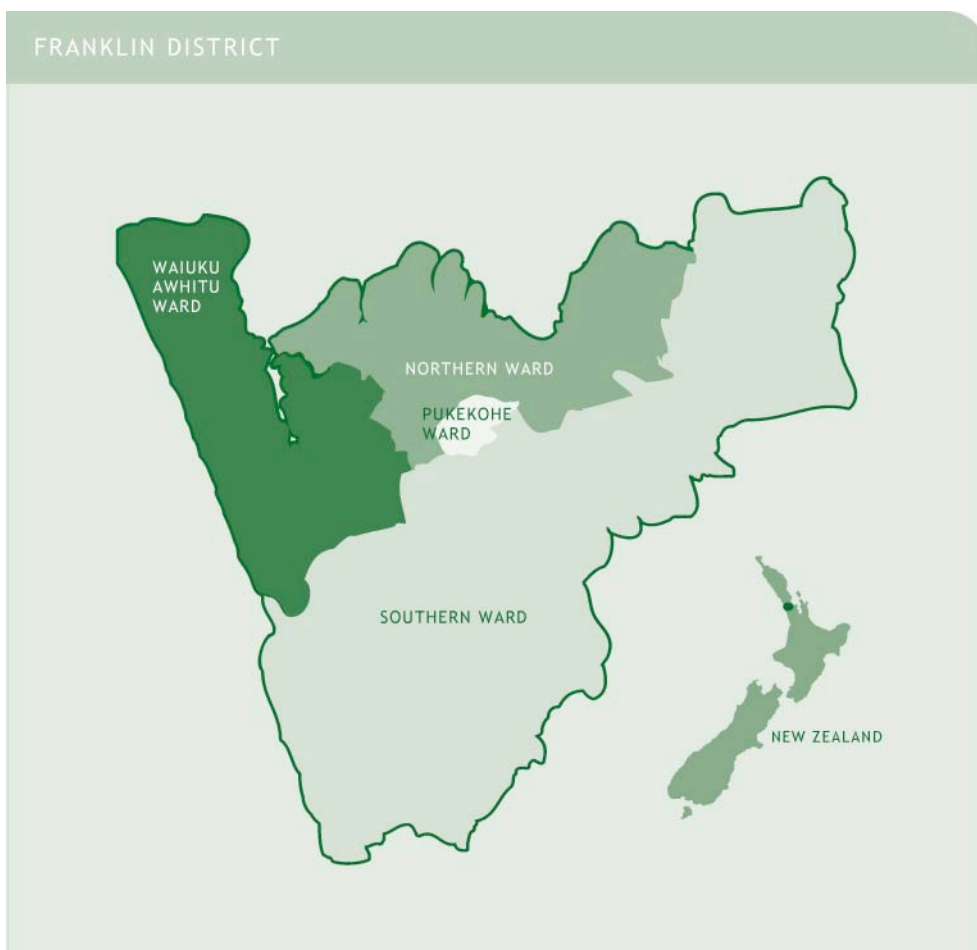 FRANKLIN DISTRICT
WAIUKU
AWHITU
WARD
NORTHERN WARD
PUKEKOHE
WARD
SOUTHERN WARD
NEW ZEALAND